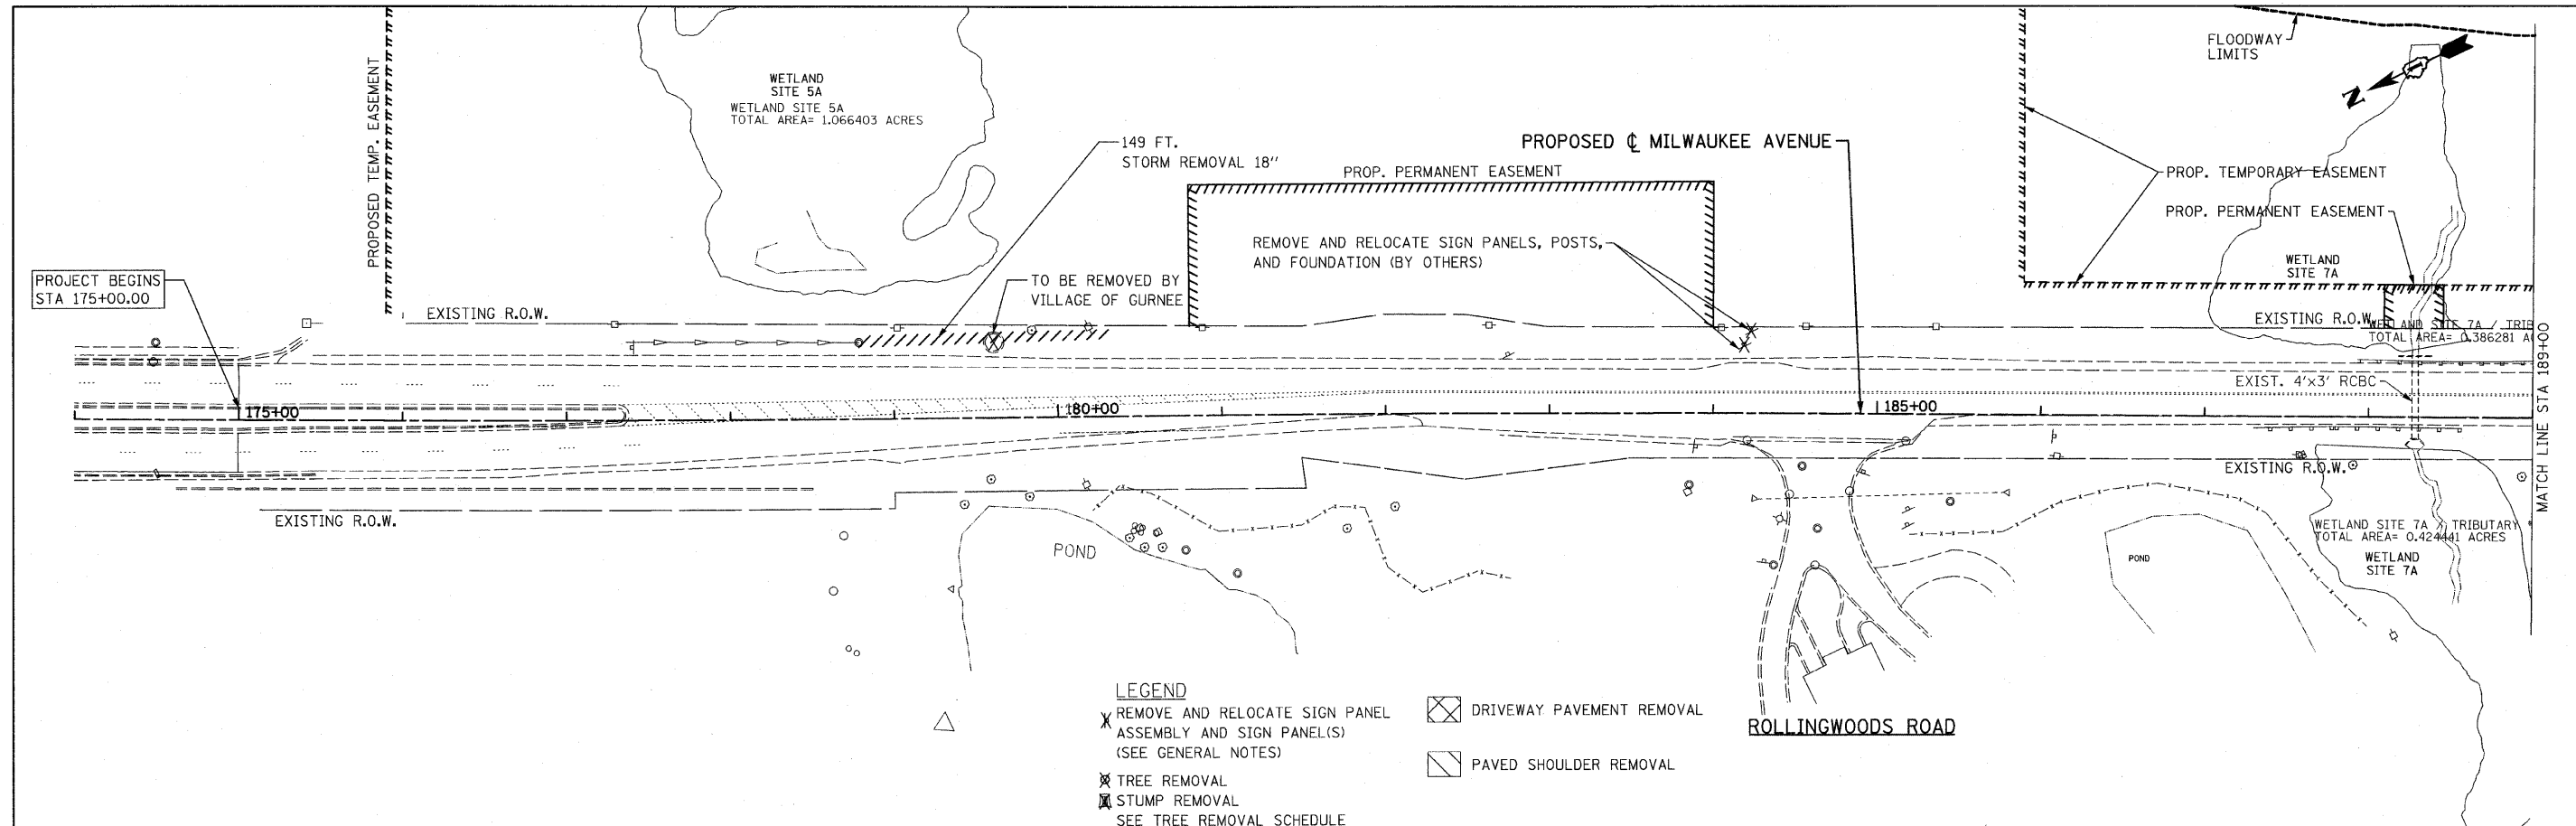 FLOODWAY
LIMITS
N
WETLAND
SITE 5A
WETLAND SITE 5A
TOTAL AREA= 1.066403 ACRES
PROPOSED TEMP. EASEMENT
149 FT.
STORM REMOVAL 18''
PROPOSED ℄ MILWAUKEE AVENUE
PROP. PERMANENT EASEMENT
PROP. TEMPORARY EASEMENT
PROP. PERMANENT EASEMENT
REMOVE AND RELOCATE SIGN PANELS, POSTS,
AND FOUNDATION (BY OTHERS)
WETLAND
SITE 7A
PROJECT BEGINS
STA 175+00.00
TO BE REMOVED BY
VILLAGE OF GURNEE
EXISTING R.O.W.
EXISTING R.O.W.
WETLAND SITE 7A / TRIB
TOTAL AREA= 0.386281 A
EXIST. 4'x3' RCBC
175+00
180+00
185+00
MATCH LINE STA 189+00
EXISTING R.O.W.
EXISTING R.O.W.
POND
POND
WETLAND SITE 7A / TRIBUTARY
TOTAL AREA= 0.424441 ACRES
WETLAND
SITE 7A
LEGEND
REMOVE AND RELOCATE SIGN PANEL
ASSEMBLY AND SIGN PANEL(S)
(SEE GENERAL NOTES)
TREE REMOVAL
STUMP REMOVAL
SEE TREE REMOVAL SCHEDULE
DRIVEWAY PAVEMENT REMOVAL
PAVED SHOULDER REMOVAL
ROLLINGWOODS ROAD